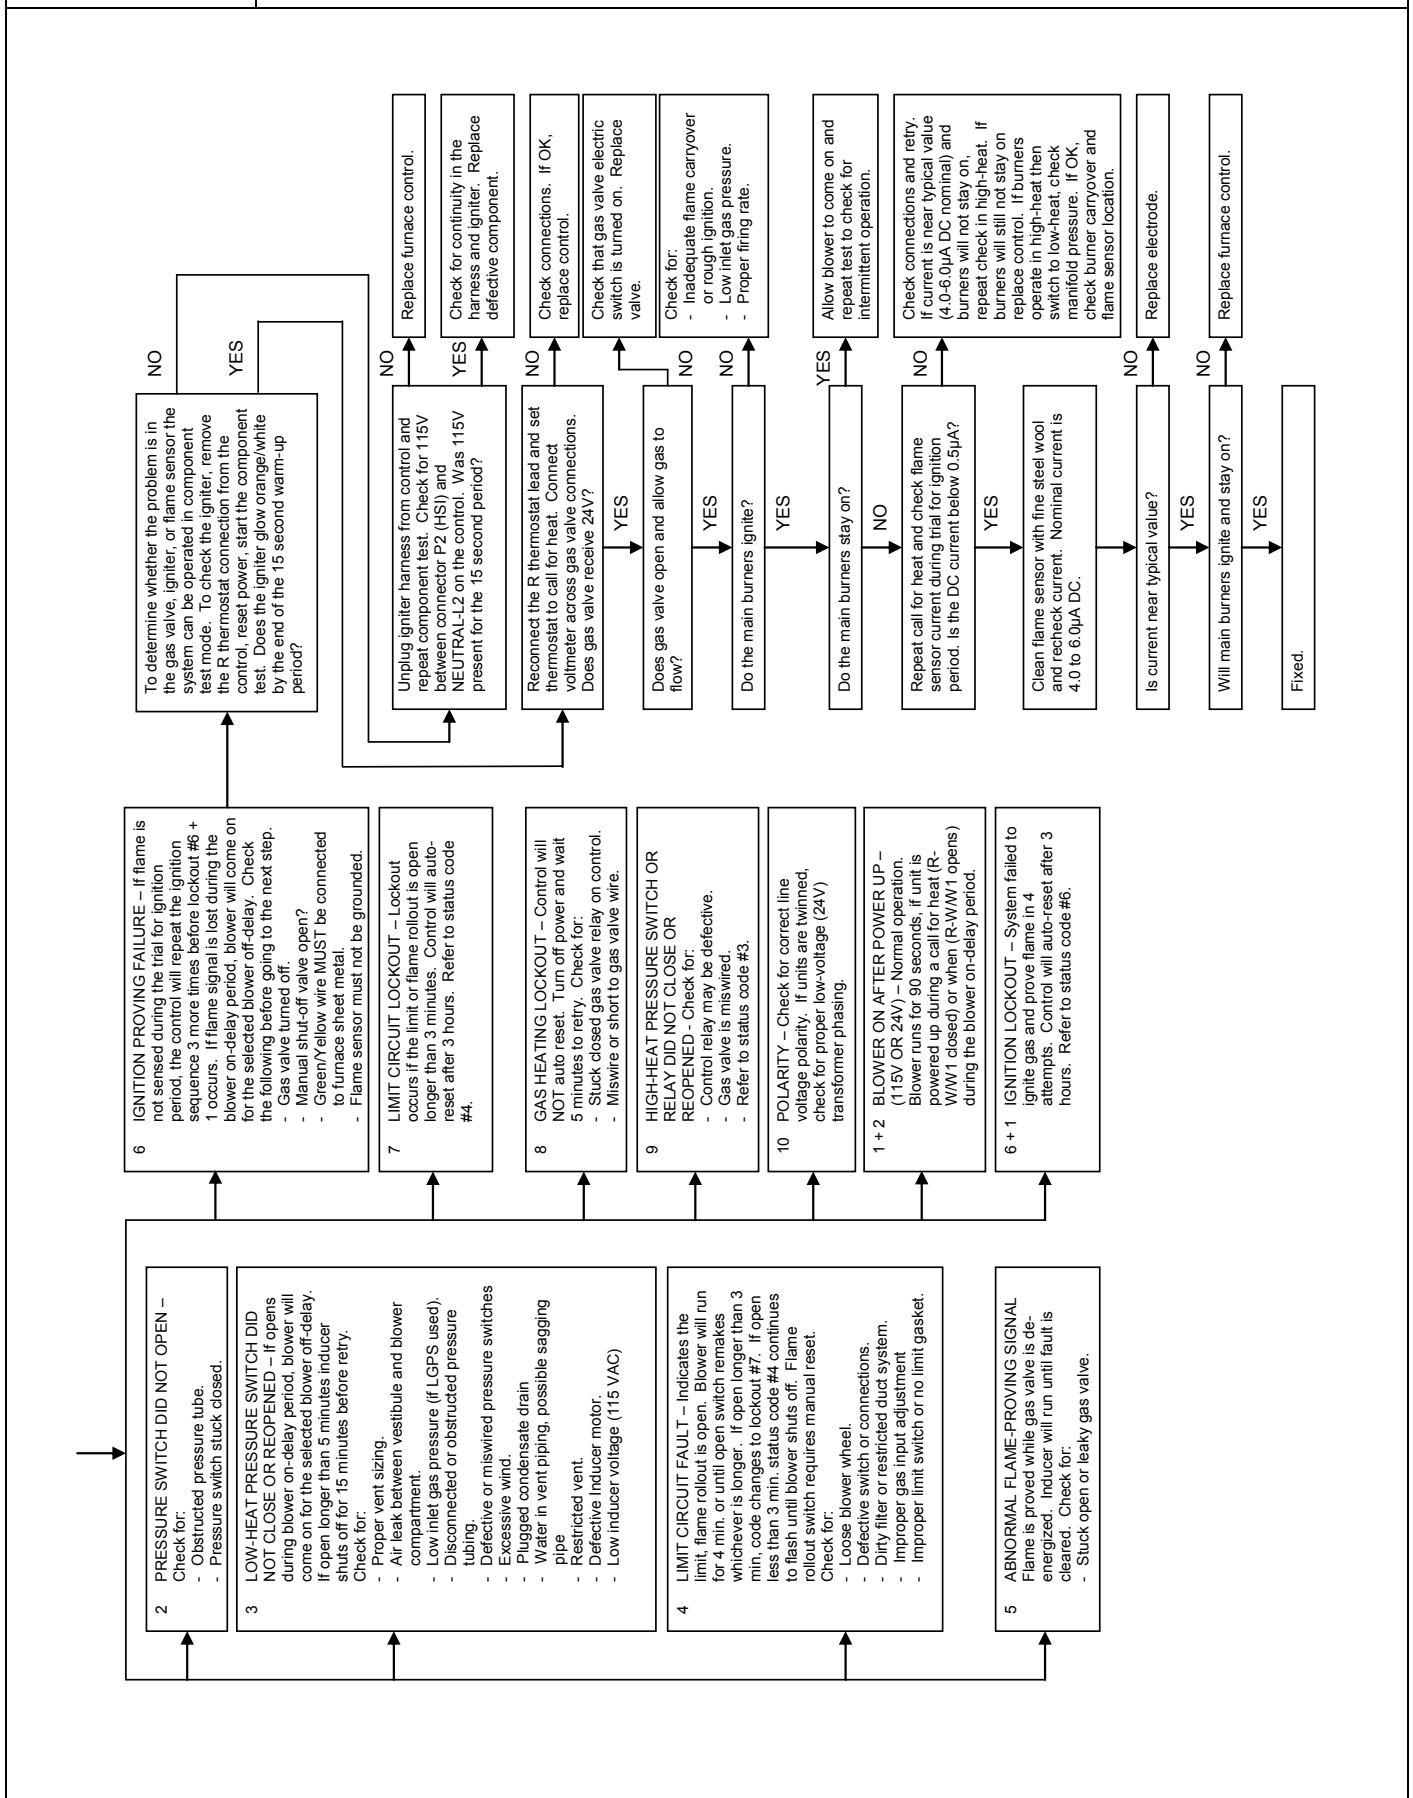 2 PRESSURE SWITCH DID NOT OPEN –
Check for:
- Obstructed pressure tube.
- Pressure switch stuck closed.
3 LOW-HEAT PRESSURE SWITCH DID
NOT CLOSE OR REOPENED – If opens
during blower on-delay period, blower will
come on for the selected blower off-delay.
If open longer than 5 minutes inducer
shuts off for 15 minutes before retry.
Check for:
- Proper vent sizing.
- Air leak between vestibule and blower
compartment.
- Low inlet gas pressure (if LGPS used).
- Disconnected or obstructed pressure
tubing.
- Defective or miswired pressure switches
- Excessive wind.
- Plugged condensate drain
- Water in vent piping, possible sagging
pipe
- Restricted vent.
- Defective Inducer motor.
- Low inducer voltage (115 VAC)
4 LIMIT CIRCUIT FAULT – Indicates the
limit, flame rollout is open. Blower will run
for 4 min. or until open switch remakes
whichever is longer. If open longer than 3
min, code changes to lockout #7. If open
less than 3 min. status code #4 continues
to flash until blower shuts off. Flame
rollout switch requires manual reset.
Check for:
- Loose blower wheel.
- Defective switch or connections.
- Dirty filter or restricted duct system.
- Improper gas input adjustment
- Improper limit switch or no limit gasket.
5 ABNORMAL FLAME-PROVING SIGNAL
Flame is proved while gas valve is de-
energized. Inducer will run until fault is
cleared. Check for:
- Stuck open or leaky gas valve.
6 IGNITION PROVING FAILURE – If flame is
not sensed during the trial for ignition
period, the control will repeat the ignition
sequence 3 more times before lockout #6 +
1 occurs. If flame signal is lost during the
blower on-delay period, blower will come on
for the selected blower off-delay. Check
the following before going to the next step.
- Gas valve turned off.
- Manual shut-off valve open?
- Green/Yellow wire MUST be connected
to furnace sheet metal.
- Flame sensor must not be grounded.
7 LIMIT CIRCUIT LOCKOUT – Lockout
occurs if the limit or flame rollout is open
longer than 3 minutes. Control will auto-
reset after 3 hours. Refer to status code
#4.
8 GAS HEATING LOCKOUT – Control will
NOT auto reset. Turn off power and wait
5 minutes to retry. Check for:
- Stuck closed gas valve relay on control.
- Miswire or short to gas valve wire.
9 HIGH-HEAT PRESSURE SWITCH OR
RELAY DID NOT CLOSE OR
REOPENED - Check for:
- Control relay may be defective.
- Gas valve is miswired.
- Refer to status code #3.
10 POLARITY – Check for correct line
voltage polarity. If units are twinned,
check for proper low-voltage (24V)
transformer phasing.
1 + 2 BLOWER ON AFTER POWER UP –
(115V OR 24V) – Normal operation.
Blower runs for 90 seconds, if unit is
powered up during a call for heat (R-
W/W1 closed) or when (R-W/W1 opens)
during the blower on-delay period.
6 + 1 IGNITION LOCKOUT – System failed to
ignite gas and prove flame in 4
attempts. Control will auto-reset after 3
hours. Refer to status code #6.
To determine whether the problem is in
the gas valve, igniter, or flame sensor the
system can be operated in component
test mode. To check the igniter, remove
the R thermostat connection from the
control, reset power, start the component
test. Does the igniter glow orange/white
by the end of the 15 second warm-up
period?
NO
YES
Unplug igniter harness from control and
repeat component test. Check for 115V
between connector P2 (HSI) and
NEUTRAL-L2 on the control. Was 115V
present for the 15 second period?
NO
Replace furnace control.
YES
Check for continuity in the
harness and igniter. Replace
defective component.
Reconnect the R thermostat lead and set
thermostat to call for heat. Connect
voltmeter across gas valve connections.
Does gas valve receive 24V?
NO
Check connections. If OK,
replace control.
YES
Does gas valve open and allow gas to
flow?
NO
Check that gas valve electric
switch is turned on. Replace
valve.
YES
Do the main burners ignite?
NO
Check for:
- Inadequate flame carryover
or rough ignition.
- Low inlet gas pressure.
- Proper firing rate.
YES
Do the main burners stay on?
YES
Allow blower to come on and
repeat test to check for
intermittent operation.
NO
Repeat call for heat and check flame
sensor current during trial for ignition
period. Is the DC current below 0.5µA?
NO
Check connections and retry.
If current is near typical value
(4.0-6.0µA DC nominal) and
burners will not stay on,
repeat check in high-heat. If
burners will still not stay on
replace control. If burners
operate in high-heat then
switch to low-heat, check
manifold pressure. If OK,
check burner carryover and
flame sensor location.
YES
Clean flame sensor with fine steel wool
and recheck current. Nominal current is
4.0 to 6.0µA DC.
Is current near typical value?
NO
Replace electrode.
YES
Will main burners ignite and stay on?
NO
Replace furnace control.
YES
Fixed.